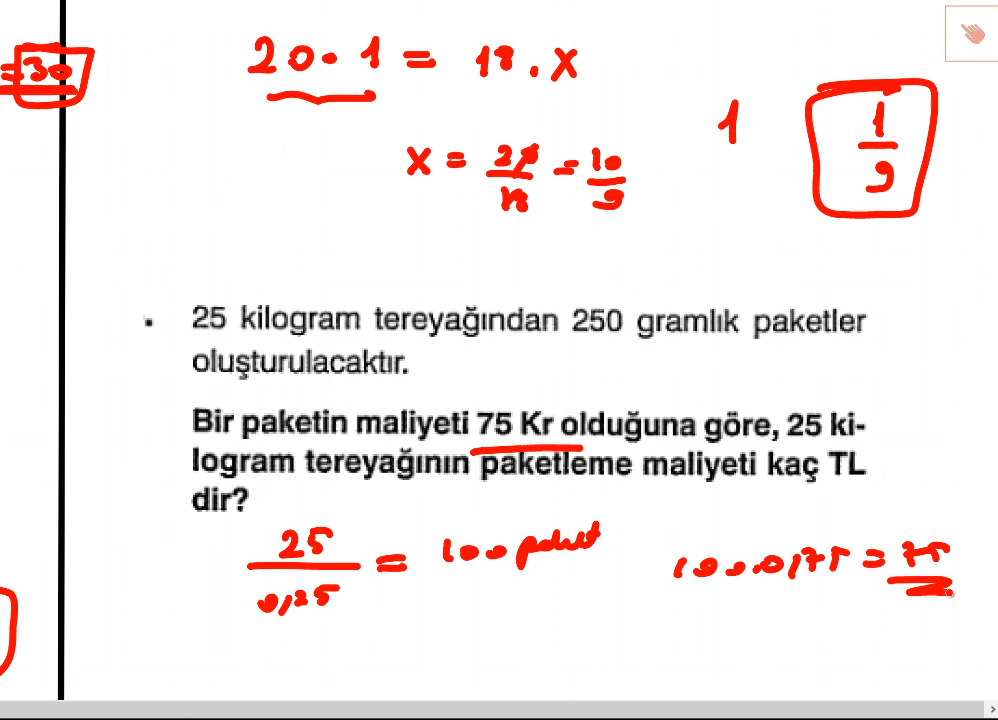 =30
20.1 = 18.x
x = 20/18 = 10/9
1
1/9
. 25 kilogram tereyağından 250 gramlık paketler
oluşturulacaktır.
Bir paketin maliyeti 75 Kr olduğuna göre, 25 ki-
logram tereyağının paketleme maliyeti kaç TL
dir?
25/0,25 = 100 paket
100.0,75 = 75